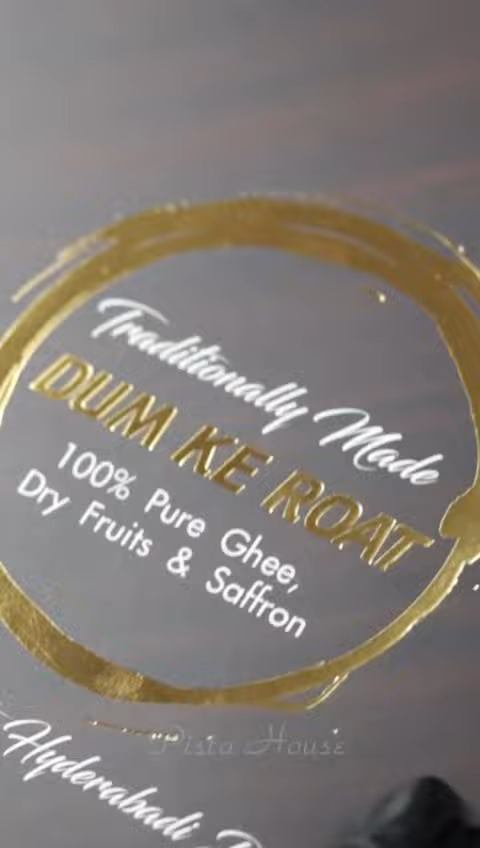 Traditionally Made
DUM KE ROAT
100% Pure Ghee,
Dry Fruits & Saffron
Pista House
Hyderabadi